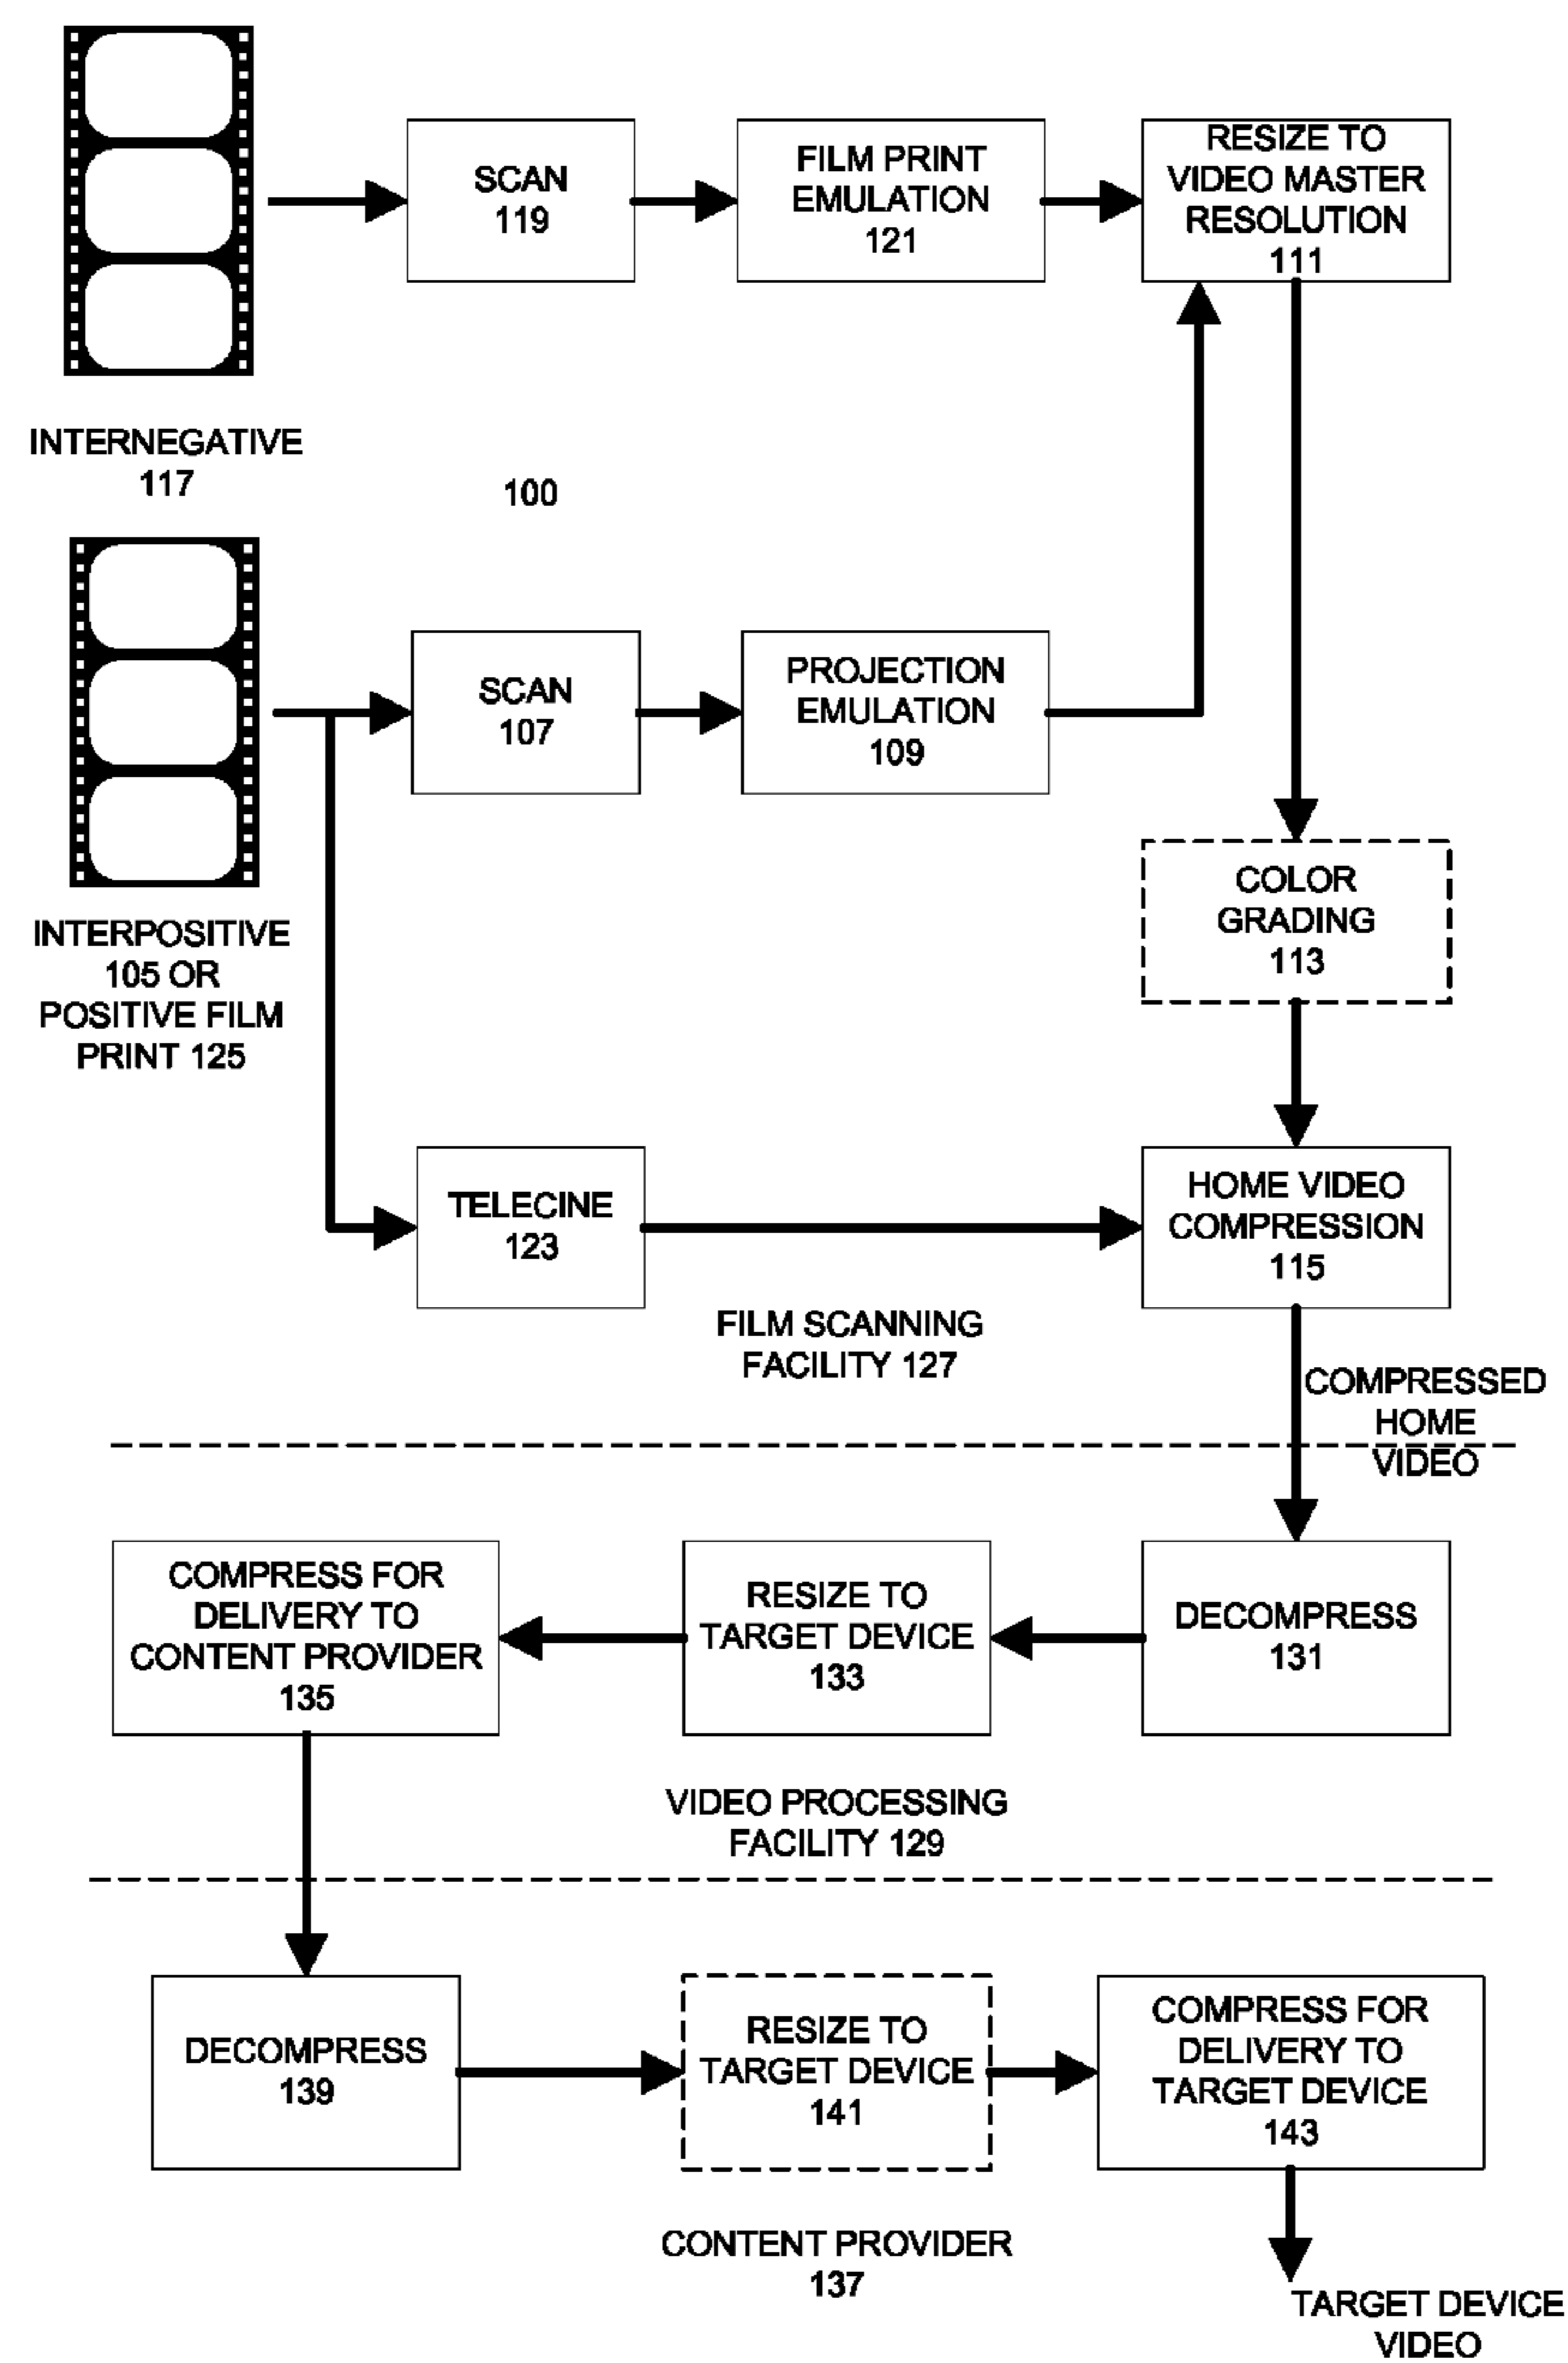 SCAN
119
FILM PRINT
EMULATION
121
RESIZE TO
VIDEO MASTER
RESOLUTION
111
INTERNEGATIVE
117
100
SCAN
107
PROJECTION
EMULATION
109
COLOR
GRADING
113
INTERPOSITIVE
105 OR
POSITIVE FILM
PRINT 125
TELECINE
123
HOME VIDEO
COMPRESSION
115
FILM SCANNING
FACILITY 127
COMPRESSED
HOME
VIDEO
COMPRESS FOR
DELIVERY TO
CONTENT PROVIDER
135
RESIZE TO
TARGET DEVICE
133
DECOMPRESS
131
VIDEO PROCESSING
FACILITY 129
DECOMPRESS
139
RESIZE TO
TARGET DEVICE
141
COMPRESS FOR
DELIVERY TO
TARGET DEVICE
143
CONTENT PROVIDER
137
TARGET DEVICE
VIDEO